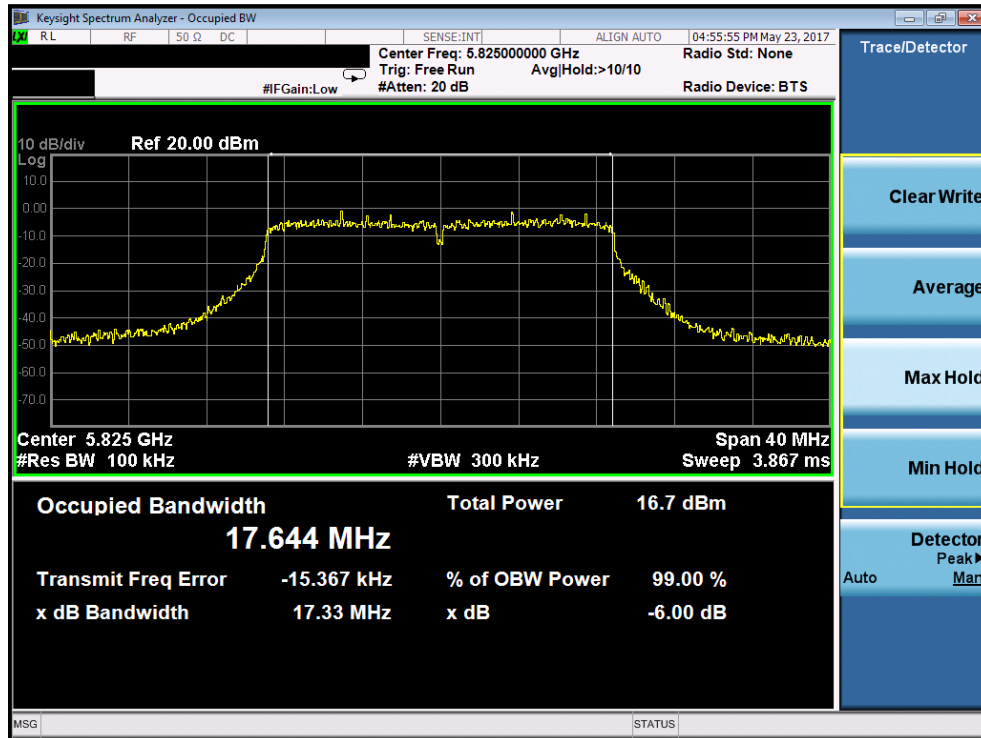 Keysight Spectrum Analyzer - Occupied BW
LXI RL RF 50 Ω DC SENSE:INT ALIGN AUTO 04:55:55 PM May 23, 2017
Center Freq: 5.825000000 GHz Radio Std: None
Trig: Free Run Avg|Hold:>10/10
#IFGain:Low #Atten: 20 dB Radio Device: BTS
10 dB/div Ref 20.00 dBm
Log
10.0
0.00
-10.0
-20.0
-30.0
-40.0
-50.0
-60.0
-70.0
Center 5.825 GHz Span 40 MHz
#Res BW 100 kHz #VBW 300 kHz Sweep 3.867 ms
Occupied Bandwidth Total Power 16.7 dBm
17.644 MHz
Transmit Freq Error -15.367 kHz % of OBW Power 99.00 %
x dB Bandwidth 17.33 MHz x dB -6.00 dB
MSG STATUS
Trace/Detector
Clear Write
Average
Max Hold
Min Hold
Detector
Peak▶
Auto Man